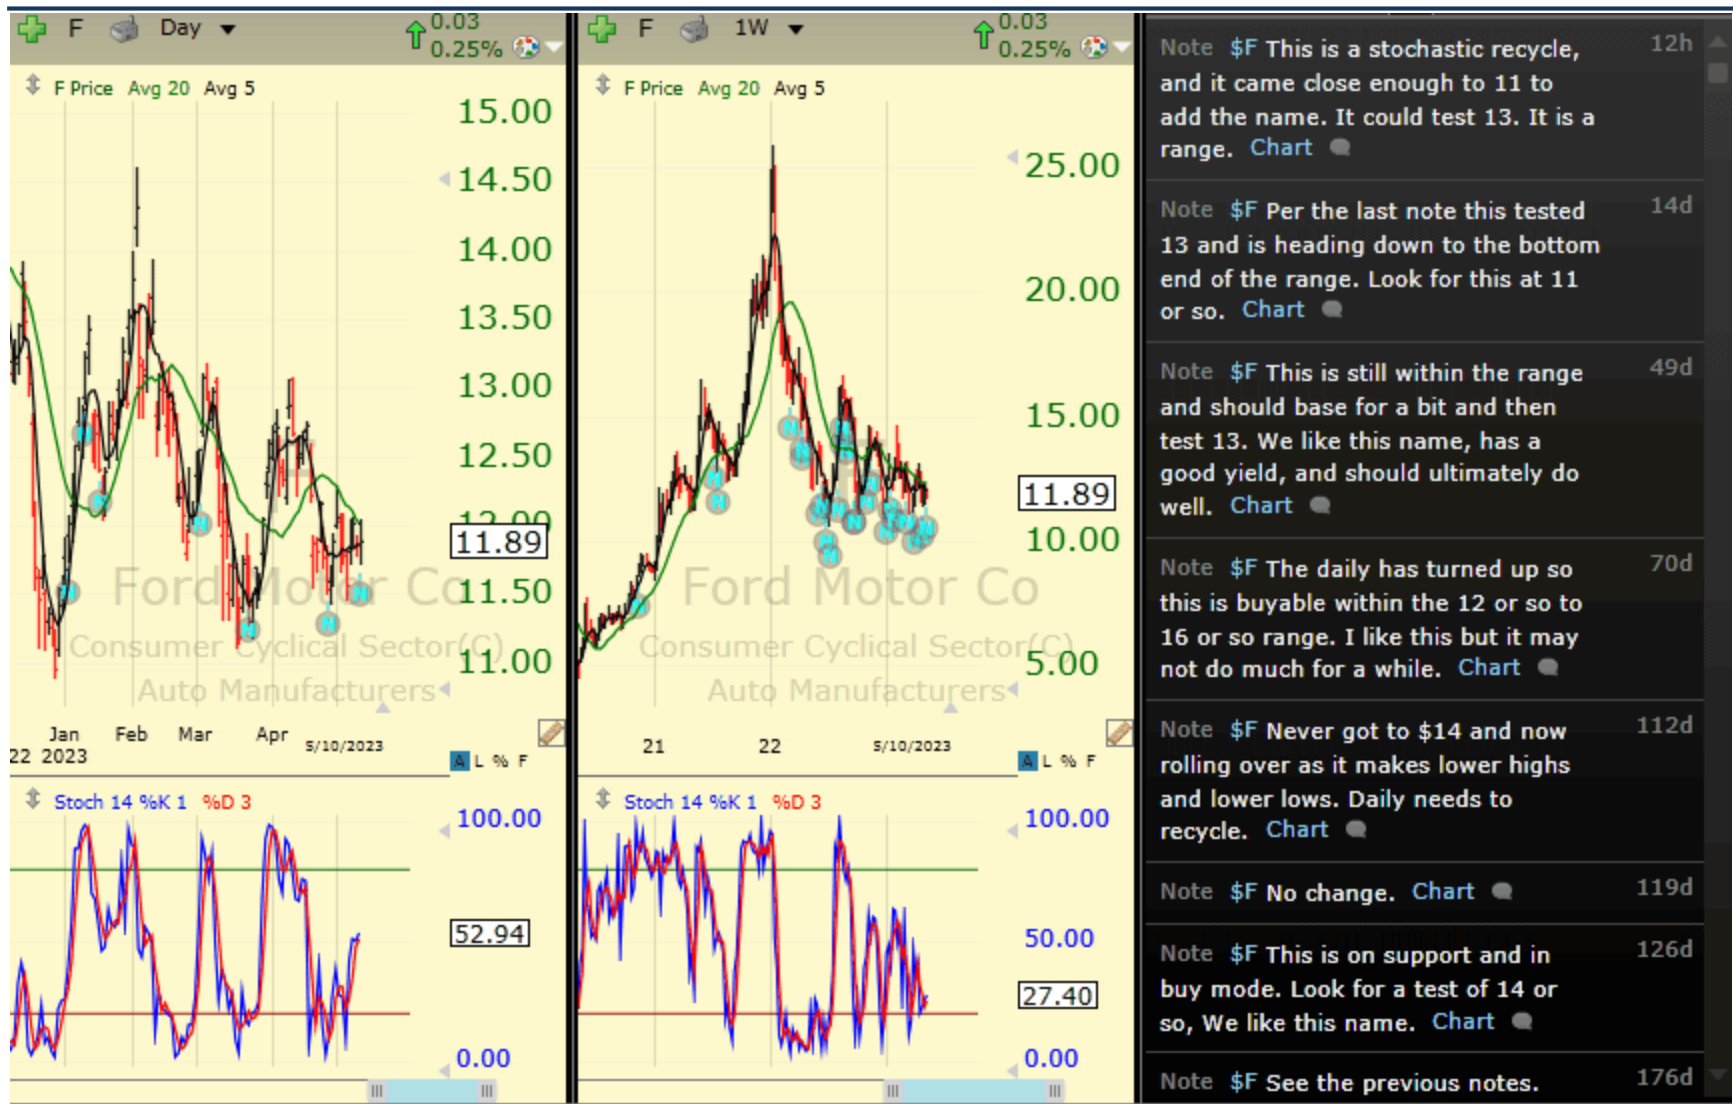 F Day 0.03
0.25%
F Price Avg 20 Avg 5
15.00
14.50
14.00
13.50
13.00
12.50
12.00
11.89
11.50
11.00
Ford Motor Co
Consumer Cyclical Sector(C)
Auto Manufacturers
Jan Feb Mar Apr 5/10/2023
22 2023
A L % F
Stoch 14 %K 1 %D 3
100.00
52.94
0.00
F 1W 0.03
0.25%
F Price Avg 20 Avg 5
25.00
20.00
15.00
11.89
10.00
5.00
Ford Motor Co
Consumer Cyclical Sector(C)
Auto Manufacturers
21 22 5/10/2023
A L % F
Stoch 14 %K 1 %D 3
100.00
50.00
27.40
0.00
Note $F This is a stochastic recycle, 12h
and it came close enough to 11 to
add the name. It could test 13. It is a
range. Chart
Note $F Per the last note this tested 14d
13 and is heading down to the bottom
end of the range. Look for this at 11
or so. Chart
Note $F This is still within the range 49d
and should base for a bit and then
test 13. We like this name, has a
good yield, and should ultimately do
well. Chart
Note $F The daily has turned up so 70d
this is buyable within the 12 or so to
16 or so range. I like this but it may
not do much for a while. Chart
Note $F Never got to $14 and now 112d
rolling over as it makes lower highs
and lower lows. Daily needs to
recycle. Chart
Note $F No change. Chart 119d
Note $F This is on support and in 126d
buy mode. Look for a test of 14 or
so, We like this name. Chart
Note $F See the previous notes. 176d